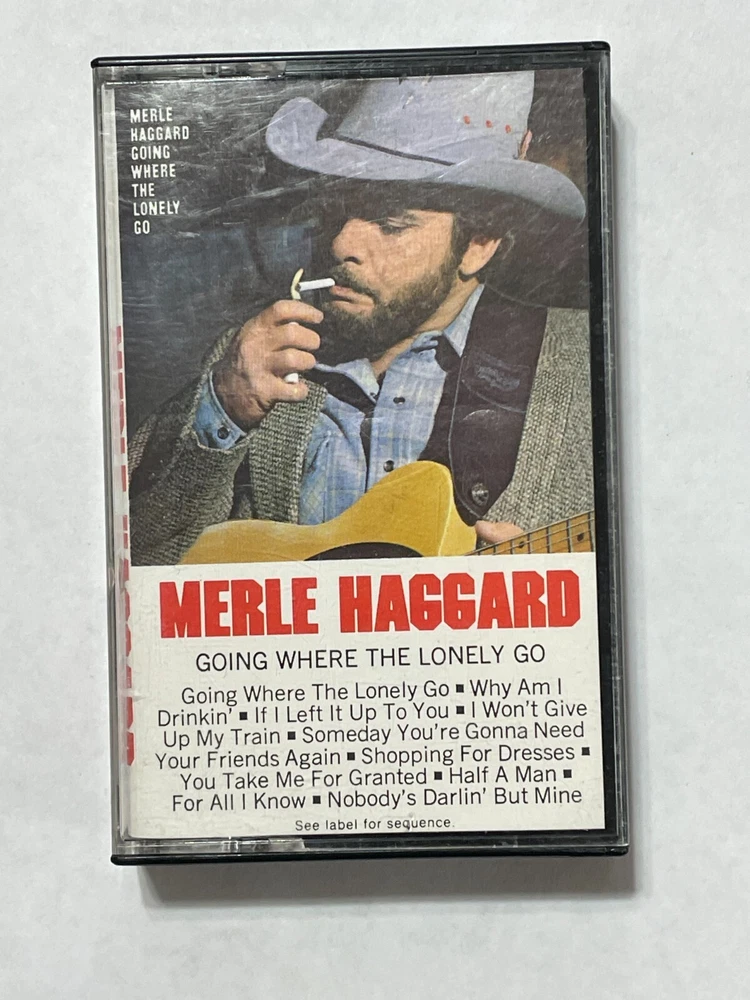 MERLE
HAGGARD
GOING
WHERE
THE
LONELY
GO
MERLE HAGGARD
GOING WHERE THE LONELY GO
Going Where The Lonely Go ■ Why Am I
Drinkin' ■ If I Left It Up To You ■ I Won't Give
Up My Train ■ Someday You're Gonna Need
Your Friends Again ■ Shopping For Dresses ■
You Take Me For Granted ■ Half A Man ■
For All I Know ■ Nobody's Darlin' But Mine
See label for sequence.